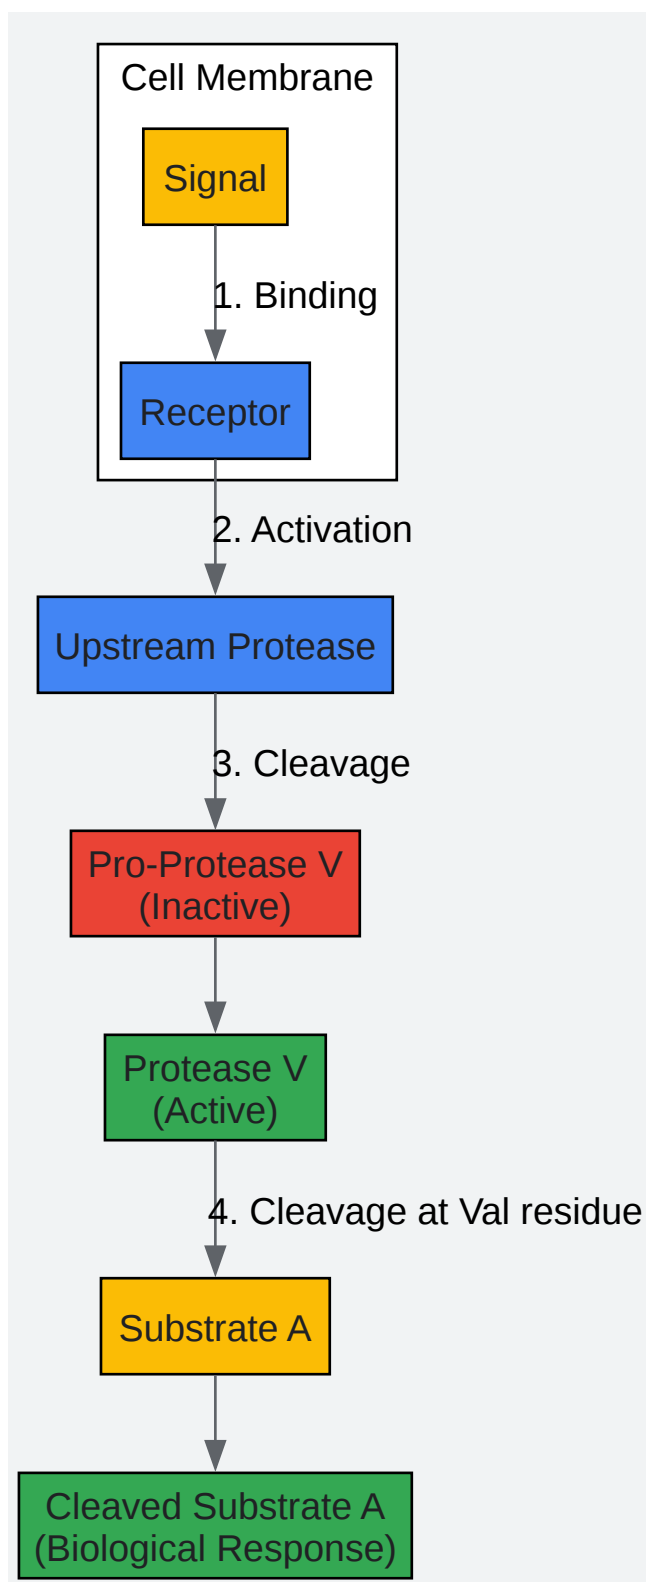 Cell Membrane
Signal
1. Binding
Receptor
2. Activation
Upstream Protease
3. Cleavage
Pro-Protease V
(Inactive)
Protease V
(Active)
4. Cleavage at Val residue
Substrate A
Cleaved Substrate A
(Biological Response)